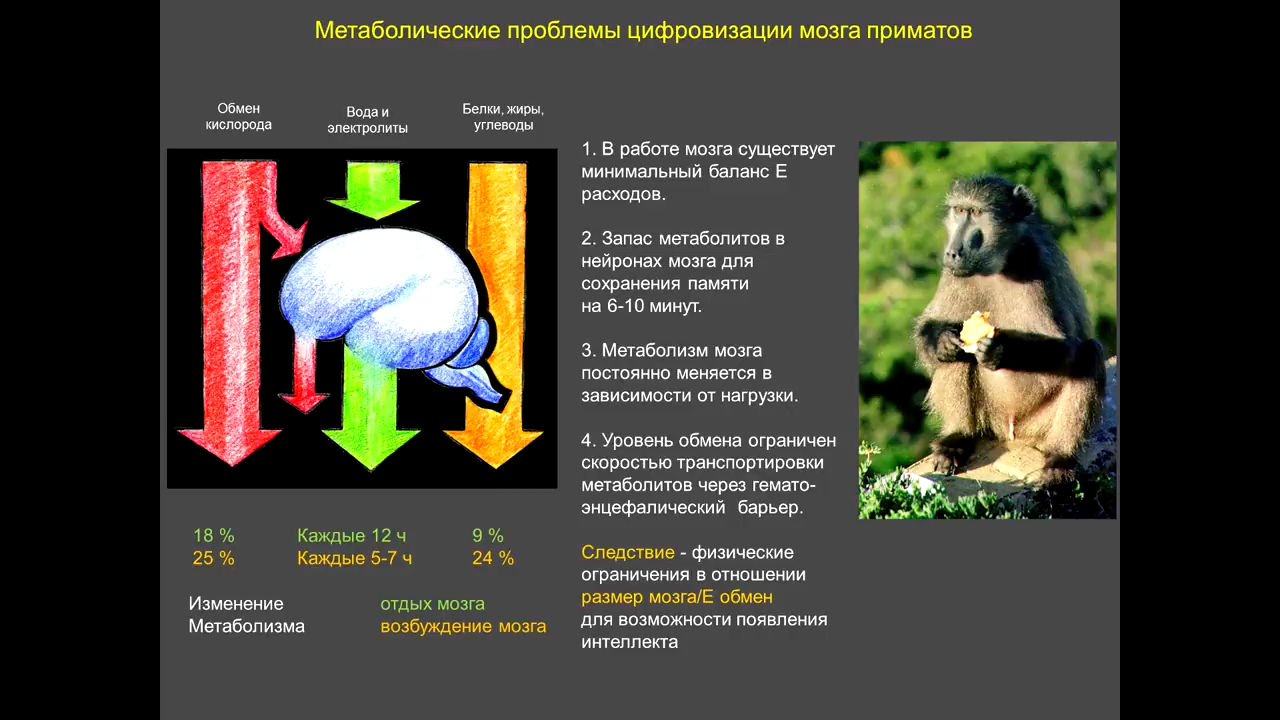 Метаболические проблемы цифровизации мозга приматов
Обмен
кислорода
Вода и
электролиты
Белки, жиры,
углеводы
1. В работе мозга существует
минимальный баланс Е
расходов.
2. Запас метаболитов в
нейронах мозга для
сохранения памяти
на 6-10 минут.
3. Метаболизм мозга
постоянно меняется в
зависимости от нагрузки.
4. Уровень обмена ограничен
скоростью транспортировки
метаболитов через гемато-
энцефалический барьер.
Следствие - физические
ограничения в отношении
размер мозга/Е обмен
для возможности появления
интеллекта
18 % Каждые 12 ч 9 %
25 % Каждые 5-7 ч 24 %
Изменение отдых мозга
Метаболизма возбуждение мозга